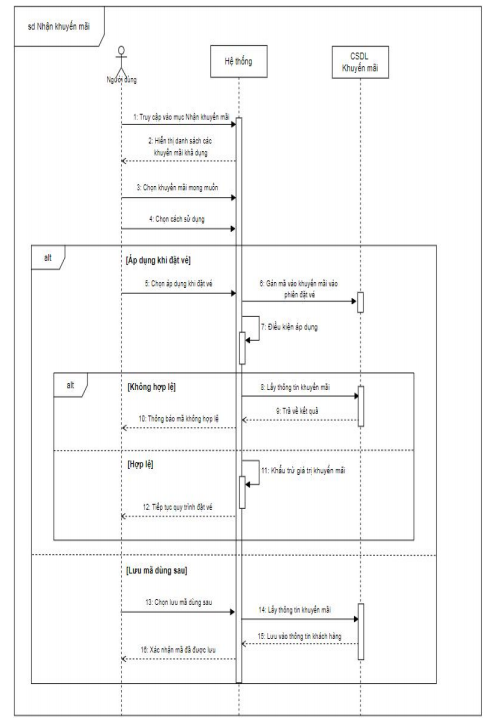 sd Nhận khuyến mãi
Người dùng
Hệ thống
CSDL
Khuyến mãi
1: Truy cập vào mục Nhận khuyến mãi
2: Hiển thị danh sách các
khuyến mãi khả dụng
3: Chọn khuyến mãi mong muốn
4: Chọn cách sử dụng
alt
[Áp dụng khi đặt vé]
5: Chọn áp dụng khi đặt vé
6: Gán mã vào khuyến mãi vào
phiên đặt vé
7: Điều kiện áp dụng
alt
[Không hợp lệ]
8: Lấy thông tin khuyến mãi
9: Trả về kết quả
10: Thông báo mã không hợp lệ
[Hợp lệ]
11: Khấu trừ giá trị khuyến mãi
12: Tiếp tục quy trình đặt vé
[Lưu mã dùng sau]
13: Chọn lưu mã dùng sau
14: Lấy thông tin khuyến mãi
15: Lưu vào thông tin khách hàng
16: Xác nhận mã đã được lưu